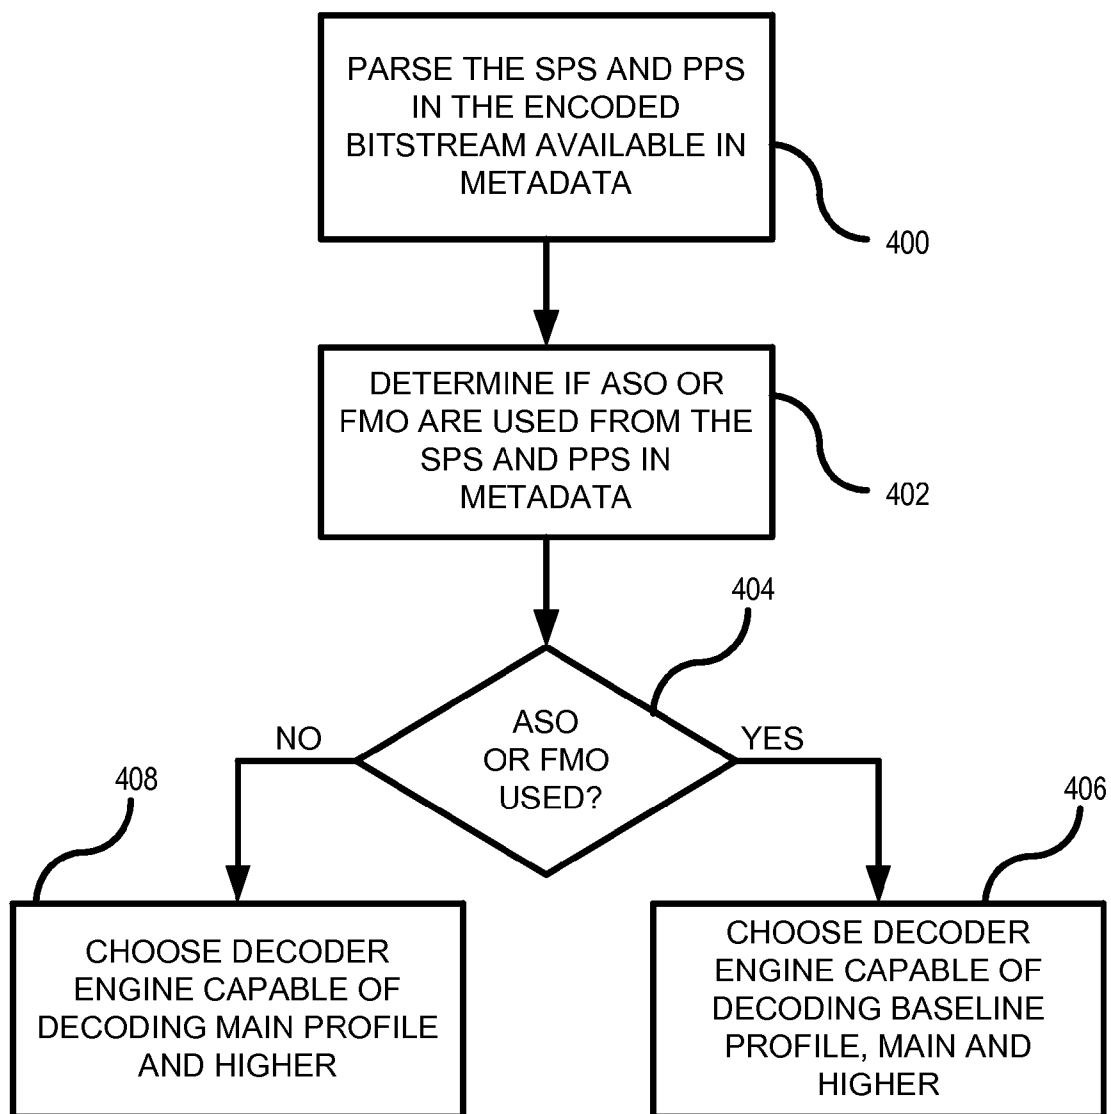 PARSE THE SPS AND PPS
IN THE ENCODED
BITSTREAM AVAILABLE IN
METADATA
400
DETERMINE IF ASO OR
FMO ARE USED FROM THE
SPS AND PPS IN
METADATA
402
404
ASO
OR FMO
USED?
NO
YES
408
406
CHOOSE DECODER
ENGINE CAPABLE OF
DECODING MAIN PROFILE
AND HIGHER
CHOOSE DECODER
ENGINE CAPABLE OF
DECODING BASELINE
PROFILE, MAIN AND
HIGHER